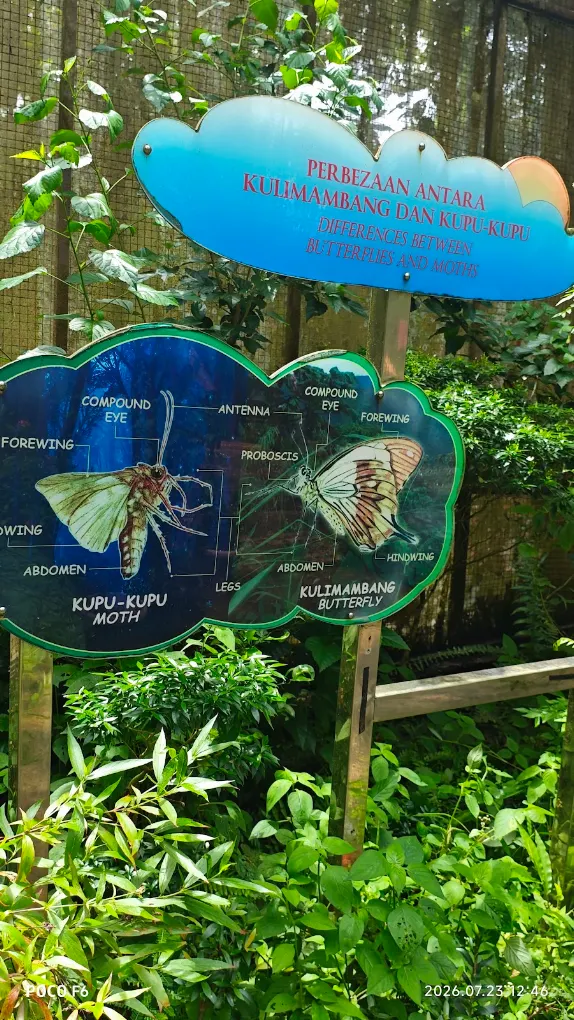 PERBEZAAN ANTARA
KULIMAMBANG DAN KUPU-KUPU
DIFFERENCES BETWEEN
BUTTERFLIES AND MOTHS
COMPOUND
EYE
ANTENNA
FOREWING
ABDOMEN
LEGS
KUPU-KUPU
MOTH
COMPOUND
EYE
FOREWING
PROBOSCIS
ABDOMEN
HINDWING
KULIMAMBANG
BUTTERFLY
POCO F6
2026.07.23 12:46